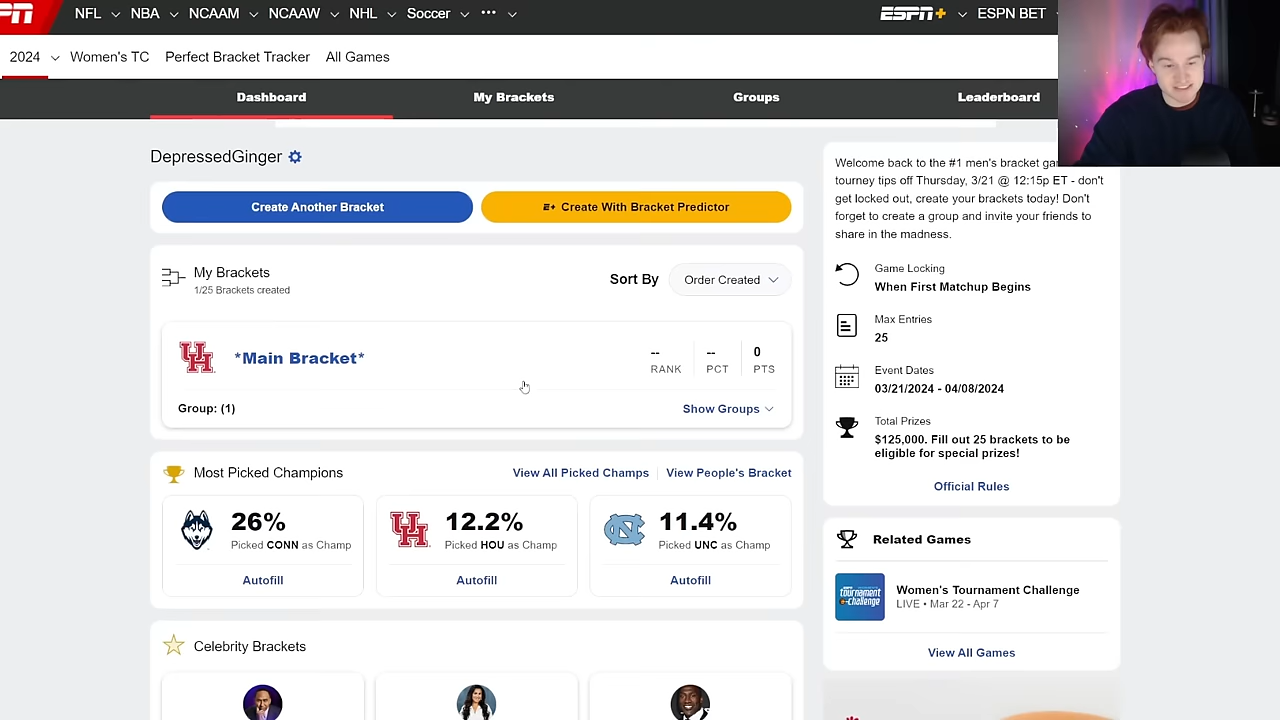 NFL NBA NCAAM NCAAW NHL Soccer ••• ESPN+ ESPN BET
2024 Women's TC Perfect Bracket Tracker All Games
Dashboard My Brackets Groups Leaderboard
DepressedGinger
Create Another Bracket
E+ Create With Bracket Predictor
My Brackets
1/25 Brackets created
Sort By Order Created
*Main Bracket*
-- -- 0
RANK PCT PTS
Group: (1)
Show Groups
Most Picked Champions
View All Picked Champs View People's Bracket
26%
Picked CONN as Champ
Autofill
12.2%
Picked HOU as Champ
Autofill
11.4%
Picked UNC as Champ
Autofill
Celebrity Brackets
Welcome back to the #1 men's bracket ga
tourney tips off Thursday, 3/21 @ 12:15p ET - don't
get locked out, create your brackets today! Don't
forget to create a group and invite your friends to
share in the madness.
Game Locking
When First Matchup Begins
Max Entries
25
Event Dates
03/21/2024 - 04/08/2024
Total Prizes
$125,000. Fill out 25 brackets to be
eligible for special prizes!
Official Rules
Related Games
tournament
challenge
Women's Tournament Challenge
LIVE • Mar 22 - Apr 7
View All Games